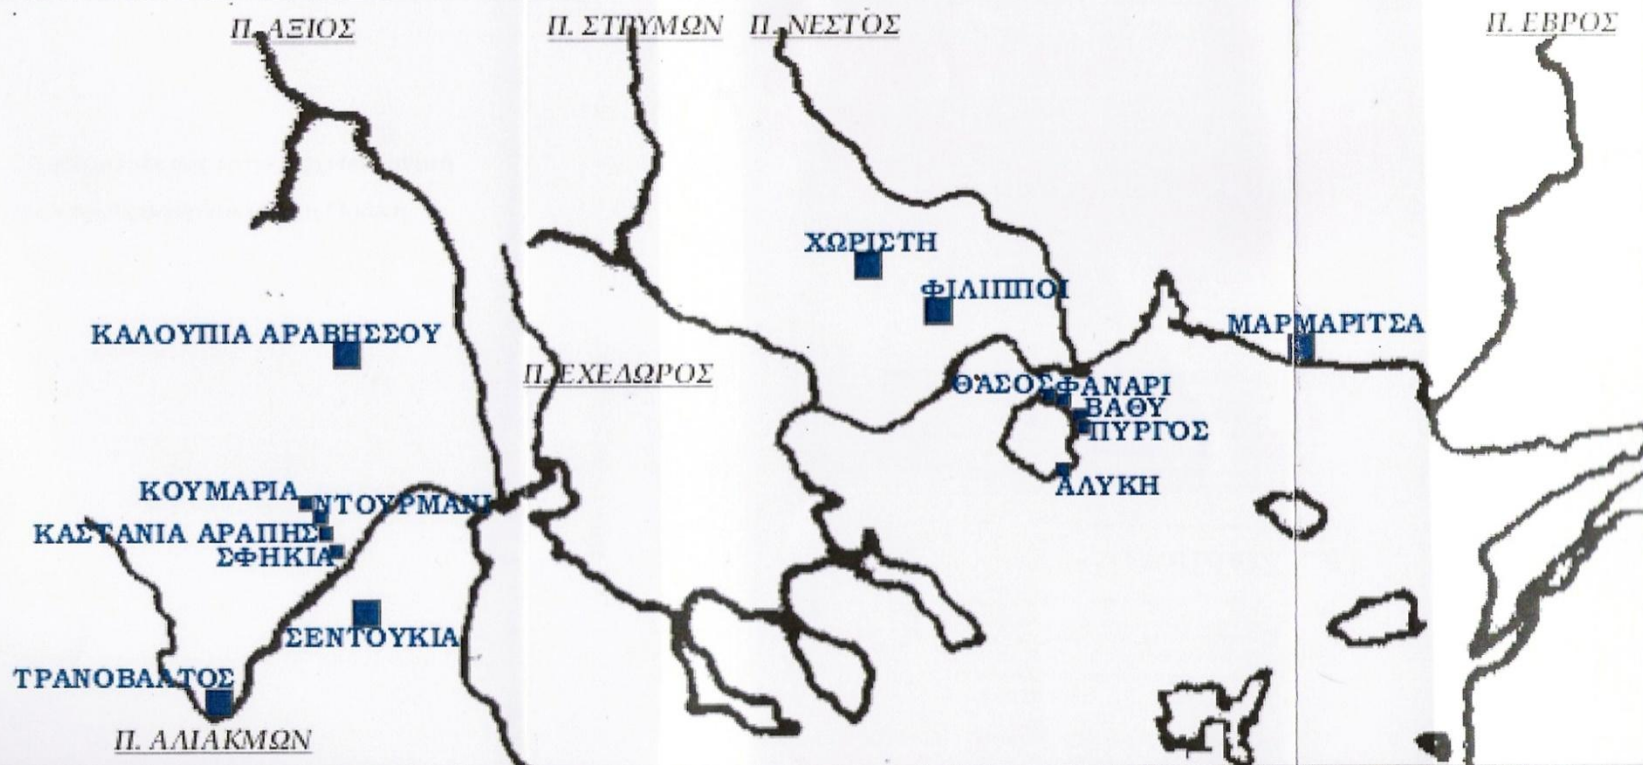 Π. ΑΞΙΟΣ
Π. ΣΤΡΥΜΩΝ
Π. ΝΕΣΤΟΣ
Π. ΕΒΡΟΣ
ΧΩΡΙΣΤΗ
ΦΙΛΙΠΠΟΙ
ΜΑΡΜΑΡΙΤΣΑ
ΚΑΛΟΥΠΙΑ ΑΡΑΒΗΣΣΟΥ
Π. ΕΧΕΔΩΡΟΣ
ΘΑΣΟΣ
ΦΑΝΑΡΙ
ΒΑΘΥ
ΠΥΡΓΟΣ
ΑΛΥΚΗ
ΚΟΥΜΑΡΙΑ
ΝΤΟΥΡΜΑΝΙ
ΚΑΣΤΑΝΙΑ ΑΡΑΠΗΣ
ΣΦΗΚΙΑ
ΣΕΝΤΟΥΚΙΑ
ΤΡΑΝΟΒΑΛΤΟΣ
Π. ΑΛΙΑΚΜΩΝ